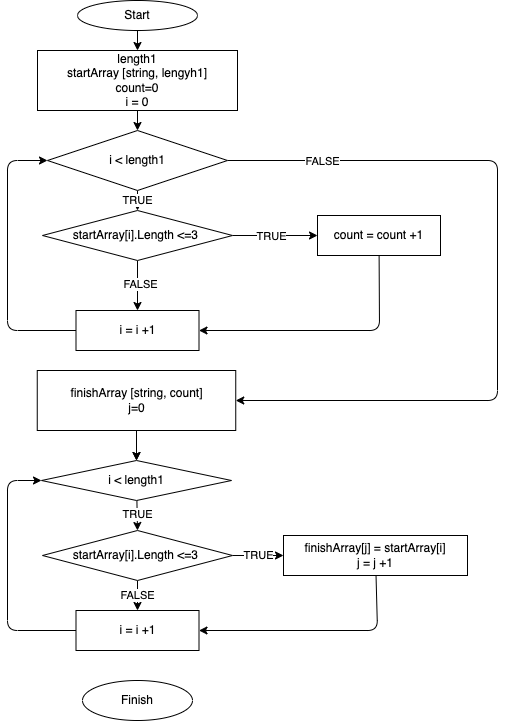 Start
length1
startArray [string, lengyh1]
count=0
i = 0
i < length1
FALSE
TRUE
startArray[i].Length <=3
TRUE
count = count +1
FALSE
i = i +1
finishArray [string, count]
j=0
i < length1
TRUE
startArray[i].Length <=3
TRUE
finishArray[j] = startArray[i]
j = j +1
FALSE
i = i +1
Finish